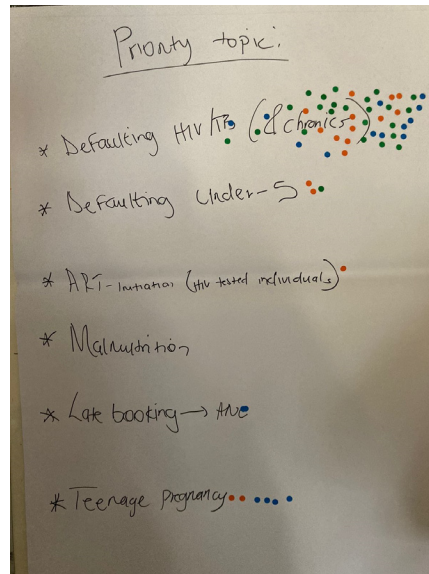 Priority topic:
* Defaulting HIV/TB (& chronics)
* Defaulting Under-5
* ART-Initiation (HIV tested individuals)
* Malnutrition
* Late booking → ANC
* Teenage pregnancy